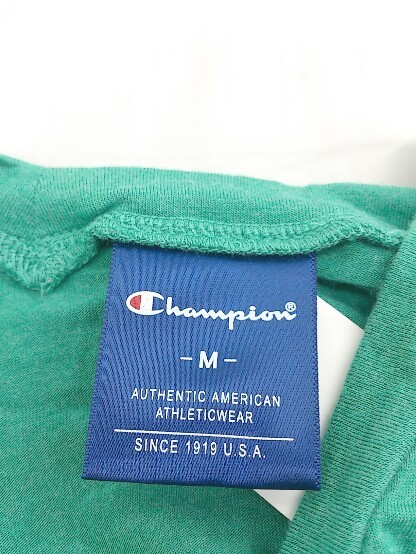 Champion®
- M -
AUTHENTIC AMERICAN
ATHLETICWEAR
SINCE 1919 U.S.A.